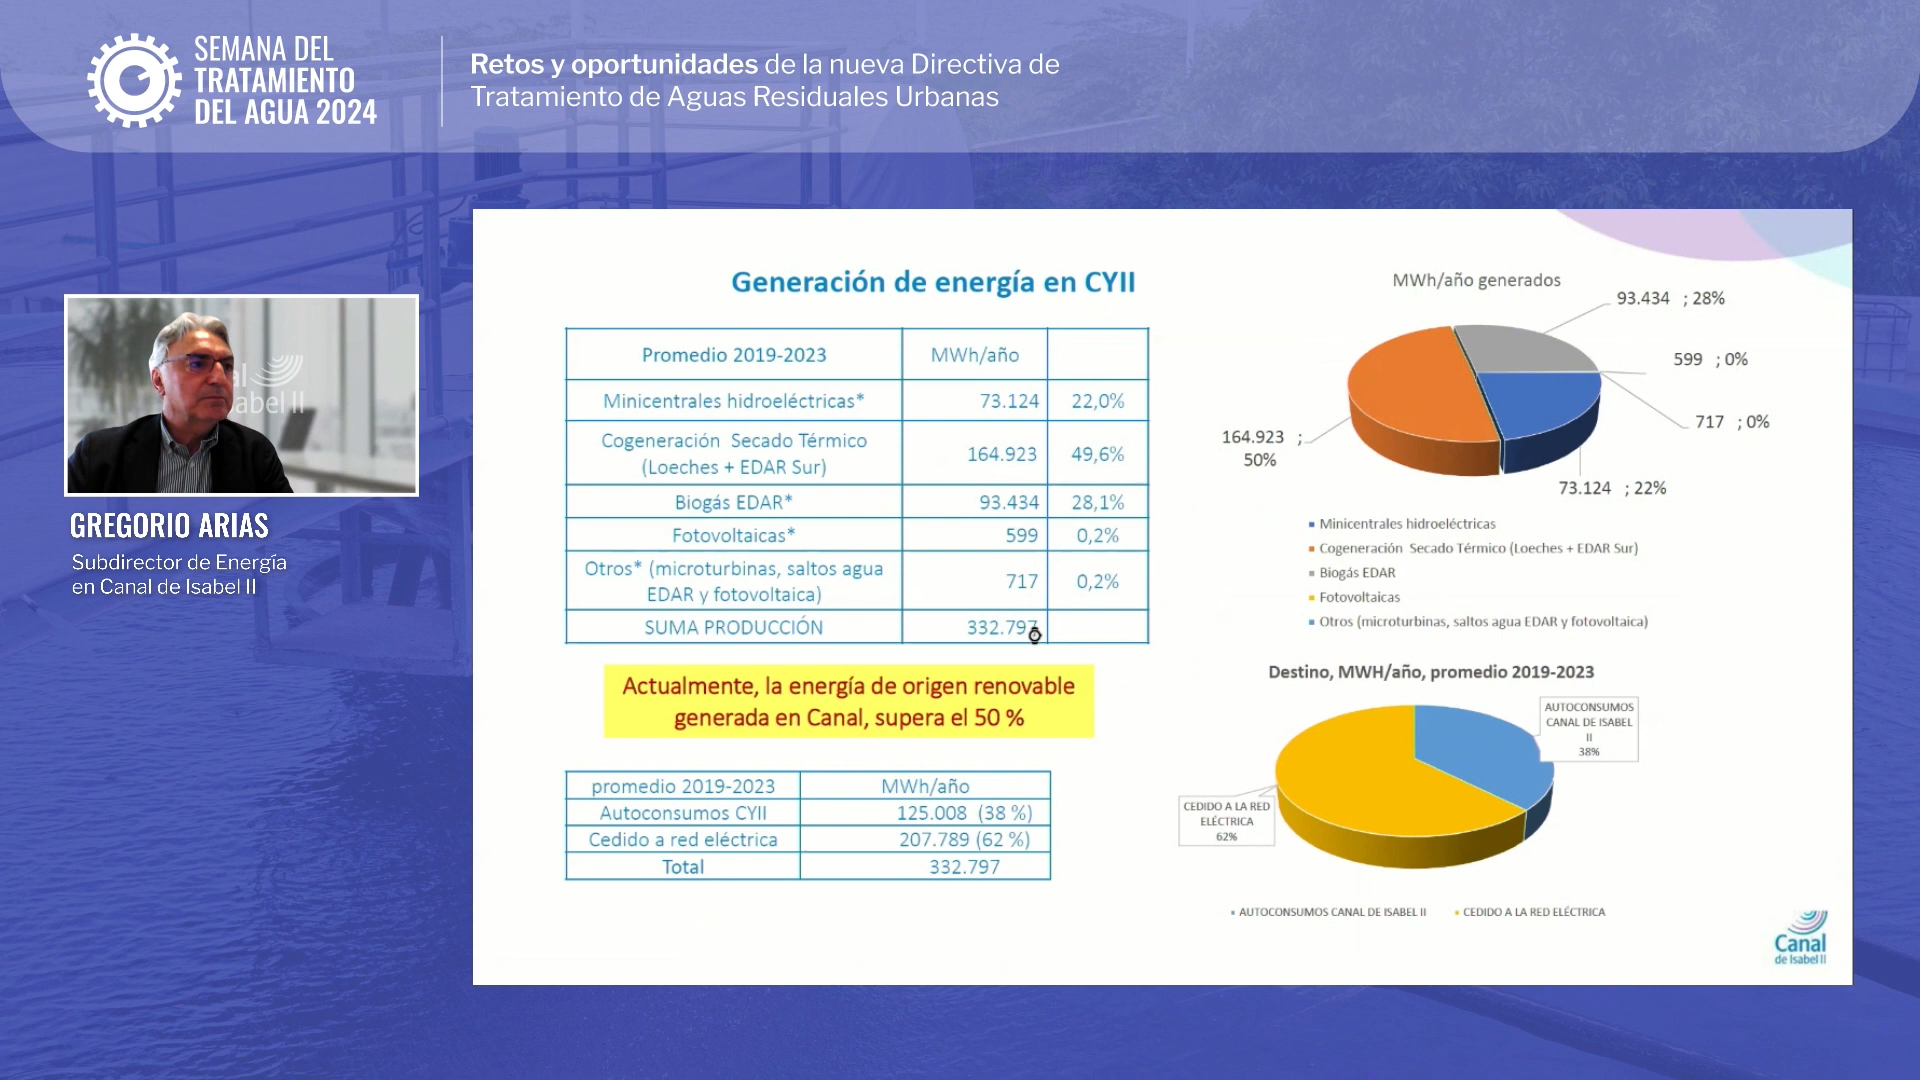 SEMANA DEL
TRATAMIENTO
DEL AGUA 2024
Retos y oportunidades de la nueva Directiva de
Tratamiento de Aguas Residuales Urbanas
GREGORIO ARIAS
Subdirector de Energía
en Canal de Isabel II
Generación de energía en CYII
Promedio 2019-2023 MWh/año
Minicentrales hidroeléctricas* 73.124 22,0%
Cogeneración Secado Térmico
(Loeches + EDAR Sur) 164.923 49,6%
Biogás EDAR* 93.434 28,1%
Fotovoltaicas* 599 0,2%
Otros* (microturbinas, saltos agua
EDAR y fotovoltaica) 717 0,2%
SUMA PRODUCCIÓN 332.797
Actualmente, la energía de origen renovable
generada en Canal, supera el 50 %
promedio 2019-2023 MWh/año
Autoconsumos CYII 125.008 (38 %)
Cedido a red eléctrica 207.789 (62 %)
Total 332.797
MWh/año generados
93.434 ; 28%
599 ; 0%
717 ; 0%
164.923 ;
50%
73.124 ; 22%
Minicentrales hidroeléctricas
Cogeneración Secado Térmico (Loeches + EDAR Sur)
Biogás EDAR
Fotovoltaicas
Otros (microturbinas, saltos agua EDAR y fotovoltaica)
Destino, MWH/año, promedio 2019-2023
AUTOCONSUMOS
CANAL DE ISABEL
II
38%
CEDIDO A LA RED
ELÉCTRICA
62%
AUTOCONSUMOS CANAL DE ISABEL II CEDIDO A LA RED ELÉCTRICA
Canal
de Isabel II